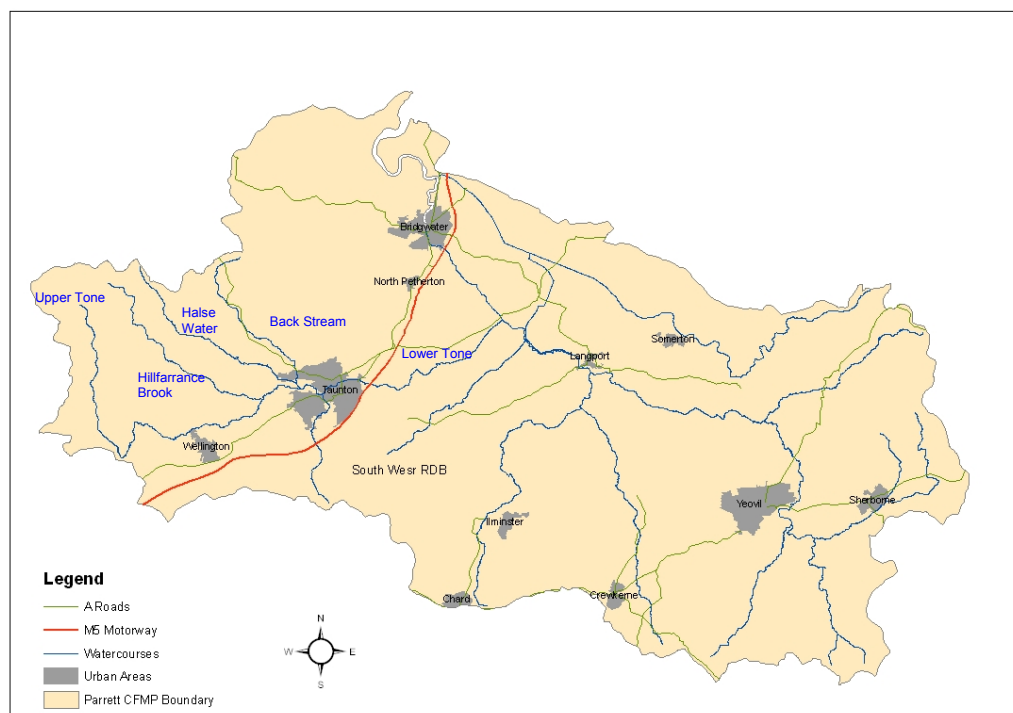 Bridgwater
North Petherton
Upper Tone
Halse
Water
Back Stream
Lower Tone
Somerton
Langport
Hillfarrance
Brook
Taunton
Wellington
South Wesr RDB
Yeovil
Sherborne
Ilminster
Chard
Crewkerne
Legend
A Roads
M5 Motorway
Watercourses
Urban Areas
Parrett CFMP Boundary
N
W
E
S